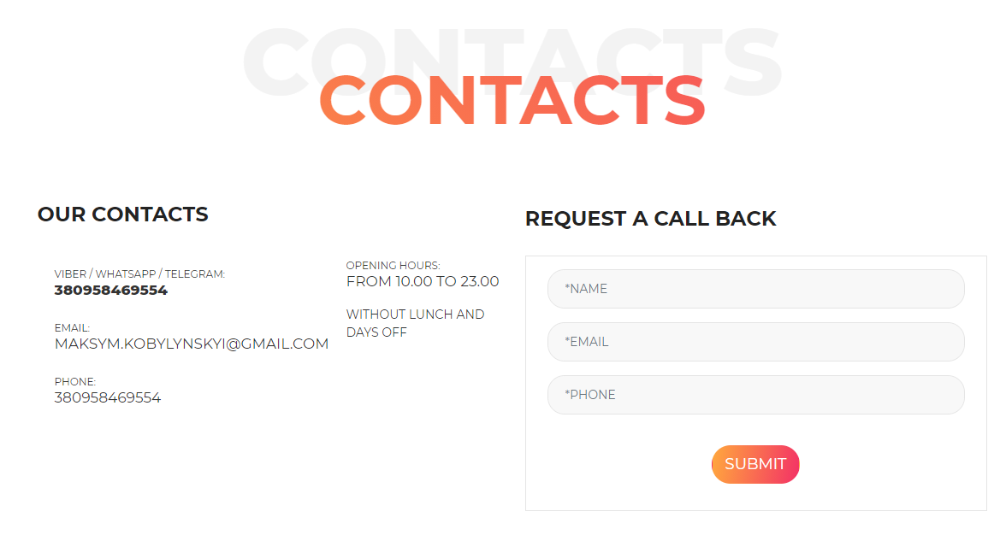 CONTACTS
CONTACTS
OUR CONTACTS
VIBER / WHATSAPP / TELEGRAM:
380958469554
EMAIL:
MAKSYM.KOBYLYNSKYI@GMAIL.COM
PHONE:
380958469554
OPENING HOURS:
FROM 10.00 TO 23.00
WITHOUT LUNCH AND
DAYS OFF
REQUEST A CALL BACK
*NAME
*EMAIL
*PHONE
SUBMIT